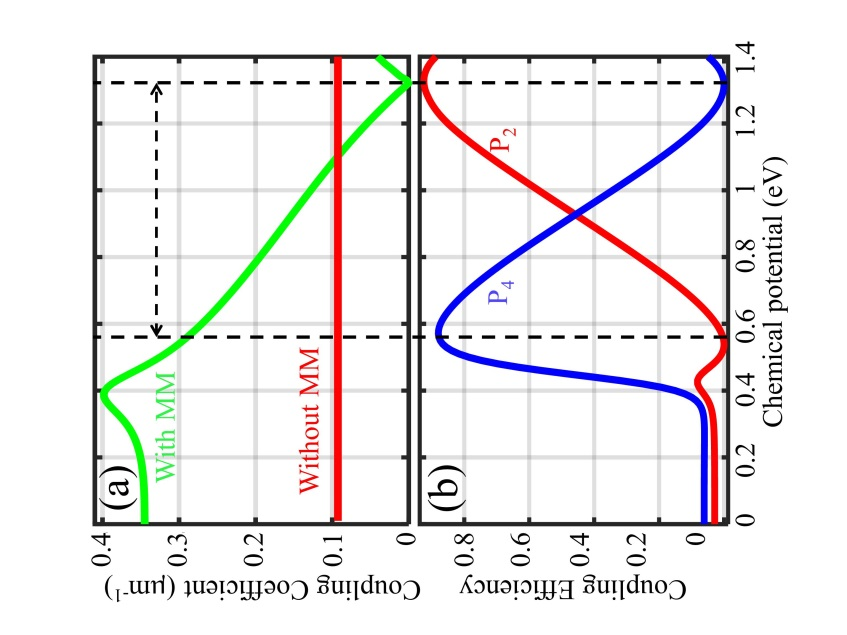 (a)
With MM
Without MM
0.4
0.3
0.2
0.1
0
Coupling Coefficient (μm⁻¹)
(b)
P₂
P₄
0.8
0.6
0.4
0.2
0
Coupling Efficiency
0
0.2
0.4
0.6
0.8
1
1.2
1.4
Chemical potential (eV)